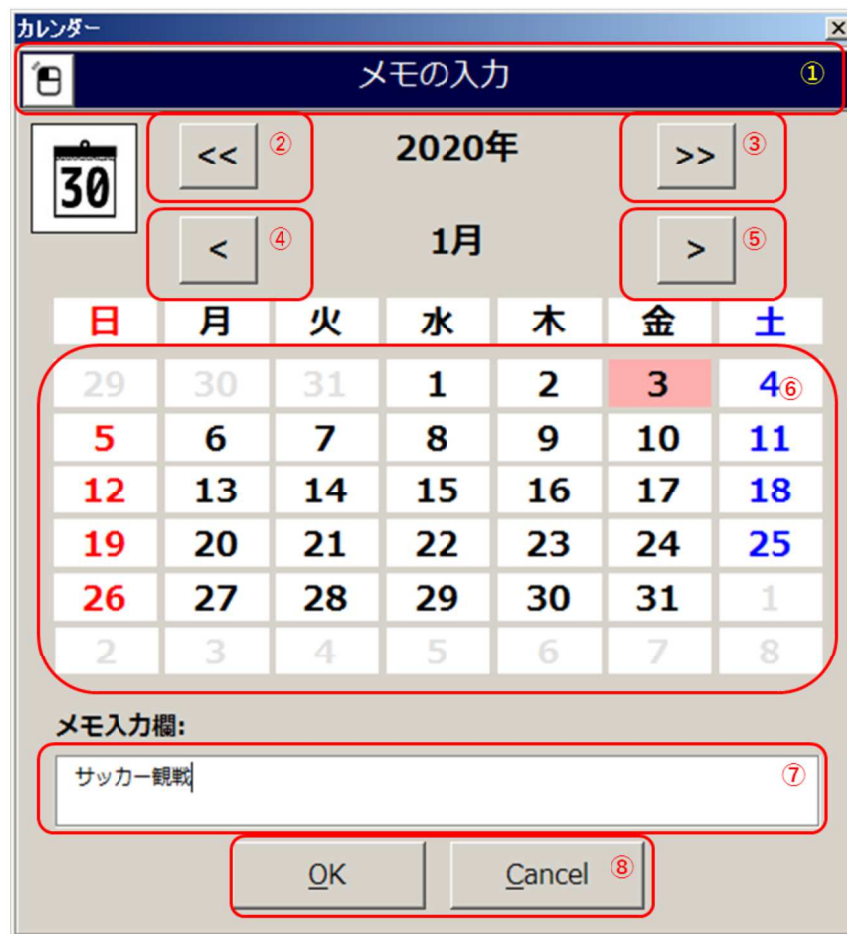 カレンダー
メモの入力 ①
30 << ② 2020年 >> ③
< ④ 1月 > ⑤
日 月 火 水 木 金 土
29 30 31 1 2 3 4⑥
5 6 7 8 9 10 11
12 13 14 15 16 17 18
19 20 21 22 23 24 25
26 27 28 29 30 31 1
2 3 4 5 6 7 8
メモ入力欄:
サッカー観戦 ⑦
OK Cancel ⑧